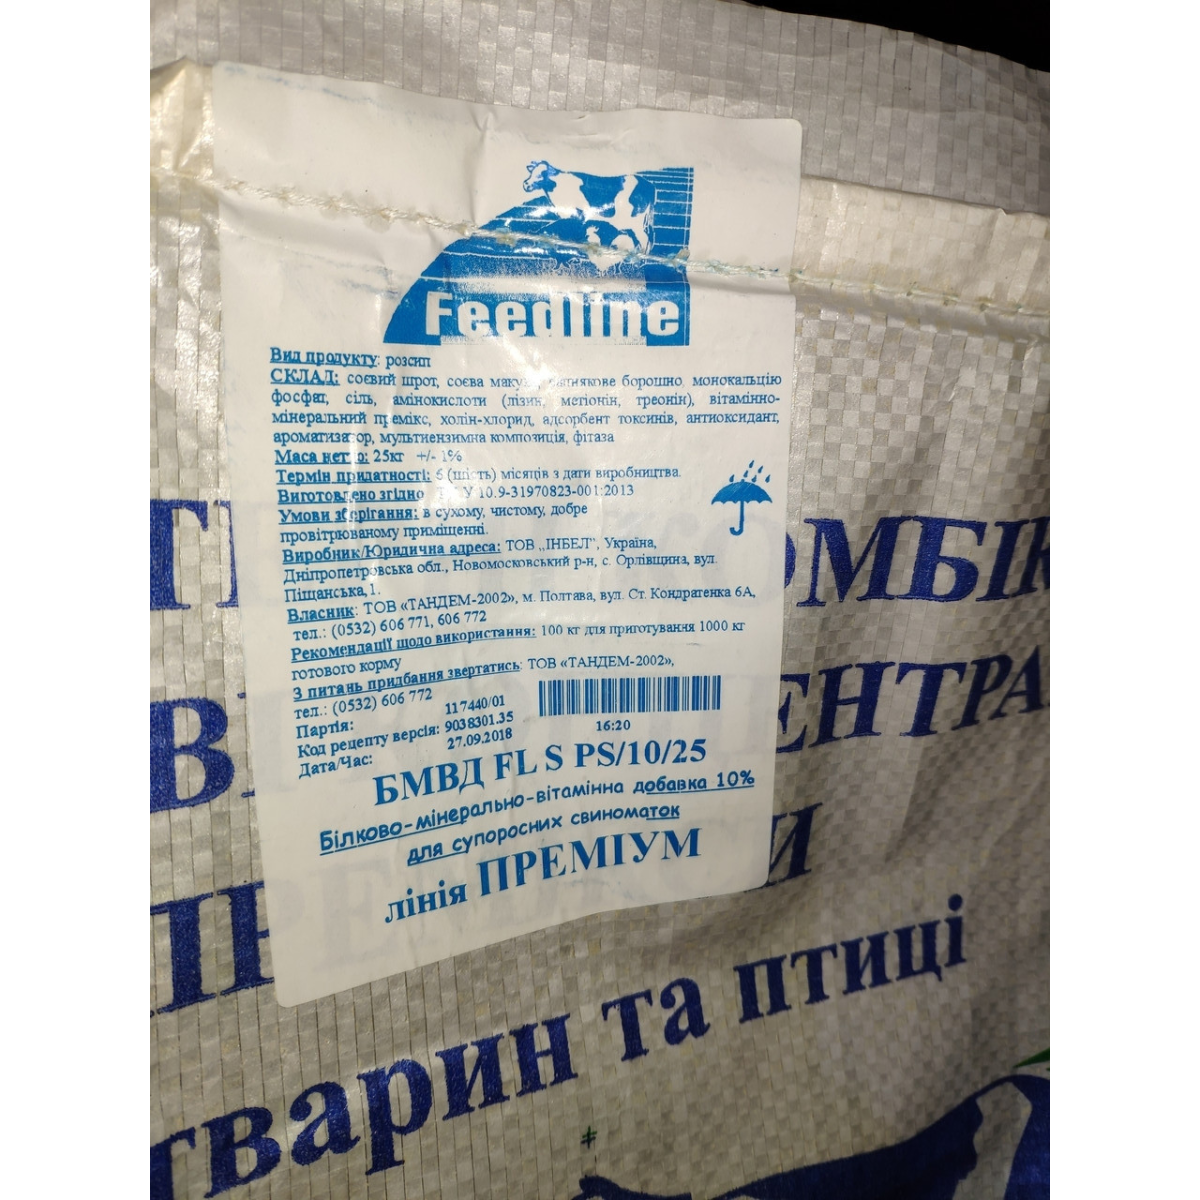 Feedline
Вид продукту: розсип
СКЛАД: соєвий шрот, соєва борошно, монокальцію
фосфат, сіль, амінокислоти (лізин, метіонін, треонін), вітамінно-
мінеральний премікс, холін-хлорид, адсорбент токсинів, антиоксидант,
ароматизатор, мультиензимна композиція, фітаза
Маса нетто: 25кг +/- 1%
Термін придатності: 6 (шість) місяців з дати виробництва.
Виготовлено згідно У 10.9-31970823-001:2013
Умови зберігання: в сухому, чистому, добре
провітрюваному приміщенні.
Виробник/Юридична адреса: ТОВ „ІНБЕЛ", Україна,
Дніпропетровська обл., Новомосковський р-н, с. Орлівщина, вул.
Піщанська,1.
Власник: ТОВ «ТАНДЕМ-2002», м. Полтава, вул. Ст. Кондратенка 6А,
тел.: (0532) 606 771, 606 772
Рекомендації щодо використання: 100 кг для приготування 1000 кг
готового корму
З питань придбання звертатись: ТОВ «ТАНДЕМ-2002»,
тел.: (0532) 606 772
Партія: 117440/01
Код рецепту версія: 9038301.35
Дата/Час: 27.09.2018 16:20
БМВД FL S PS/10/25
Білково-мінерально-вітамінна добавка 10%
для супоросних свиноматок
лінія ПРЕМІУМ
ОМБІК
ЕНТРА
тварин та птиці